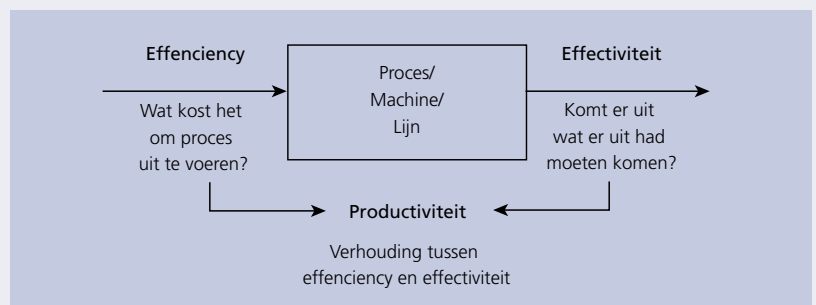 Effenciency
Wat kost het
om proces
uit te voeren?
Proces/
Machine/
Lijn
Effectiviteit
Komt er uit
wat er uit had
moeten komen?
Productiviteit
Verhouding tussen
effenciency en effectiviteit